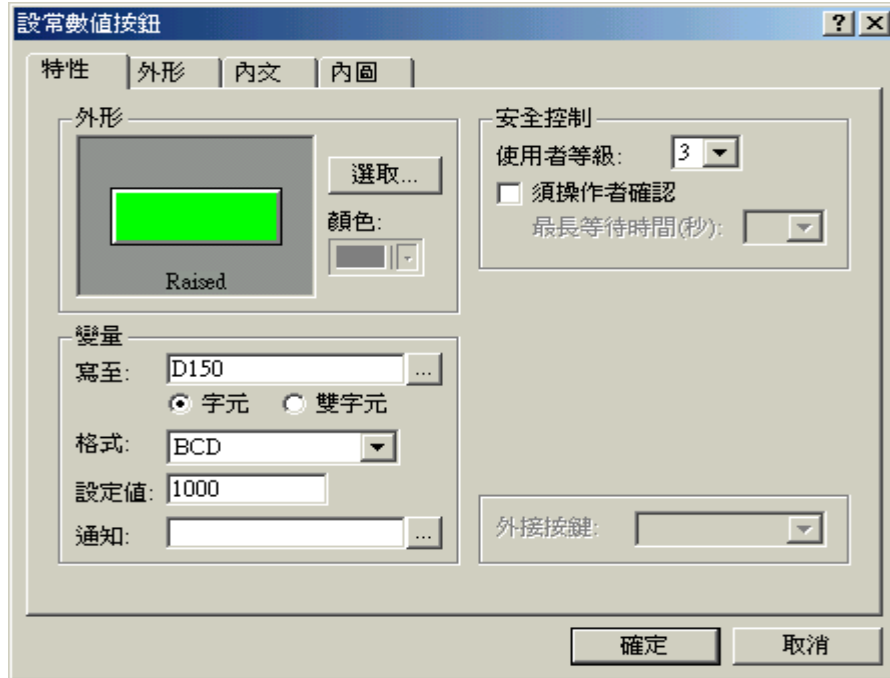 設常數值按鈕
特性 外形 內文 內圖
外形
選取...
顏色:
Raised
安全控制
使用者等級: 3
須操作者確認
最長等待時間(秒):
變量
寫至: D150 ...
字元 雙字元
格式: BCD
設定值: 1000
通知: ...
外接按鍵:
確定 取消